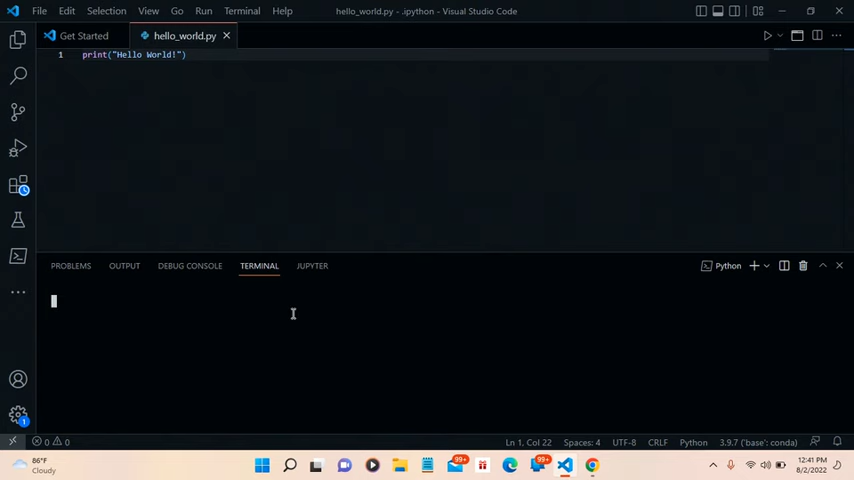 File Edit Selection View Go Run Terminal Help hello_world.py - .ipython - Visual Studio Code
Get Started hello_world.py
1 print("Hello World!")
PROBLEMS OUTPUT DEBUG CONSOLE TERMINAL JUPYTER Python
1
0 0 Ln 1, Col 22 Spaces: 4 UTF-8 CRLF Python 3.9.7 ('base': conda)
86°F
Cloudy
99+
99+
12:41 PM
8/2/2022